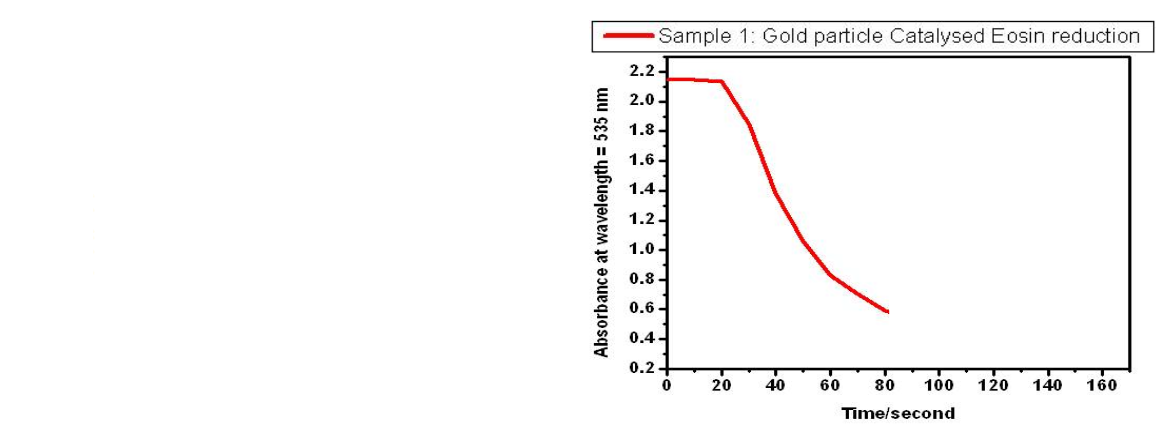 Sample 1: Gold particle Catalysed Eosin reduction
Absorbance at wavelength = 535 nm
2.2
2.0
1.8
1.6
1.4
1.2
1.0
0.8
0.6
0.4
0.2
0 20 40 60 80 100 120 140 160
Time/second